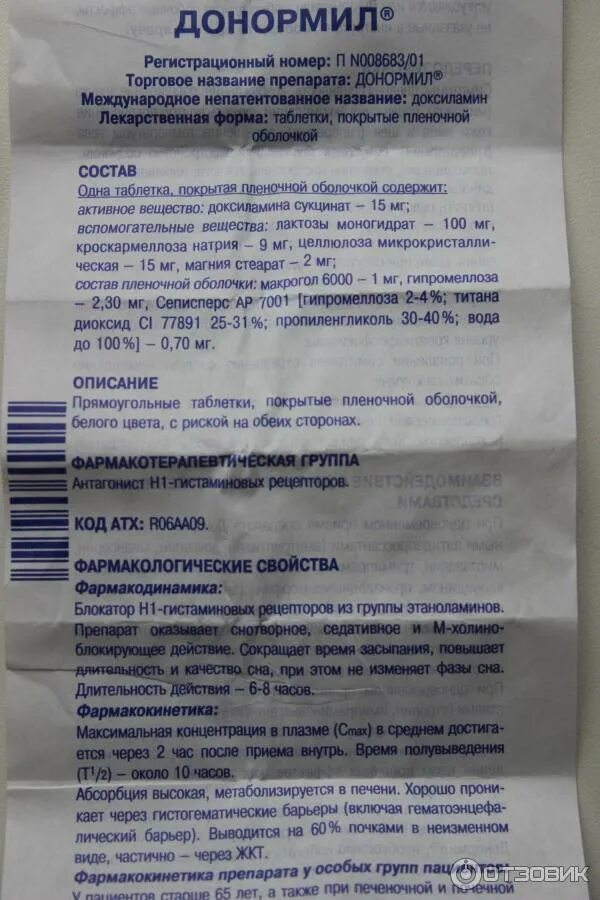 ДОНОРМИЛ®
Регистрационный номер: П N008683/01
Торговое название препарата: ДОНОРМИЛ®
Международное непатентованное название: доксиламин
Лекарственная форма: таблетки, покрытые пленочной
оболочкой
СОСТАВ
Одна таблетка, покрытая пленочной оболочкой содержит:
активное вещество: доксиламина сукцинат – 15 мг;
вспомогательные вещества: лактозы моногидрат – 100 мг,
кроскармеллоза натрия – 9 мг, целлюлоза микрокристалли-
ческая – 15 мг, магния стеарат – 2 мг;
состав пленочной оболочки: макрогол 6000 – 1 мг, гипромеллоза
– 2,30 мг, Сеписперс АР 7001 [гипромеллоза 2-4%; титана
диоксид CI 77891 25-31%; пропиленгликоль 30-40%; вода
до 100%] – 0,70 мг.
ОПИСАНИЕ
Прямоугольные таблетки, покрытые пленочной оболочкой,
белого цвета, с риской на обеих сторонах.
ФАРМАКОТЕРАПЕВТИЧЕСКАЯ ГРУППА
Антагонист H1-гистаминовых рецепторов.
КОД АТХ: R06AA09.
ФАРМАКОЛОГИЧЕСКИЕ СВОЙСТВА
Фармакодинамика:
Блокатор H1-гистаминовых рецепторов из группы этаноламинов.
Препарат оказывает снотворное, седативное и М-холино-
блокирующее действие. Сокращает время засыпания, повышает
длительность и качество сна, при этом не изменяет фазы сна.
Длительность действия – 6-8 часов.
Фармакокинетика:
Максимальная концентрация в плазме (Cmax) в среднем достига-
ется через 2 час после приема внутрь. Время полувыведения
(T1/2) – около 10 часов.
Абсорбция высокая, метаболизируется в печени. Хорошо прони-
кает через гистогематические барьеры (включая гематоэнцефа-
лический барьер). Выводится на 60% почками в неизменном
виде, частично – через ЖКТ.
Фармакокинетика препарата у особых групп пациентов:
У пациентов старше 65 лет, а также при печеночной и почечной
ОТЗОВИК